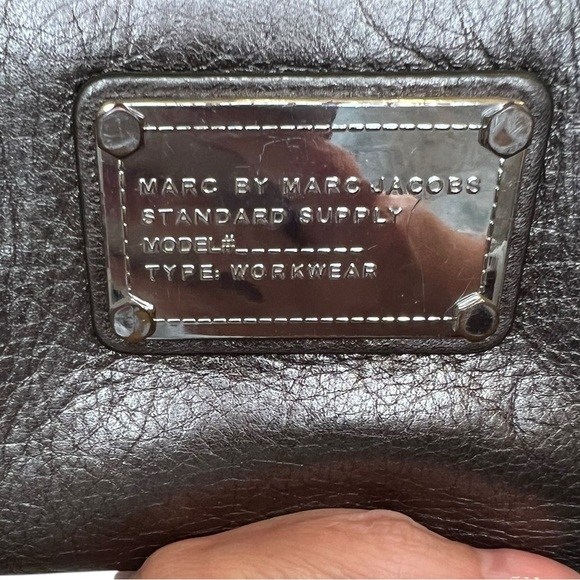 MARC BY MARC JACOBS
STANDARD SUPPLY
MODEL#_________
TYPE: WORKWEAR